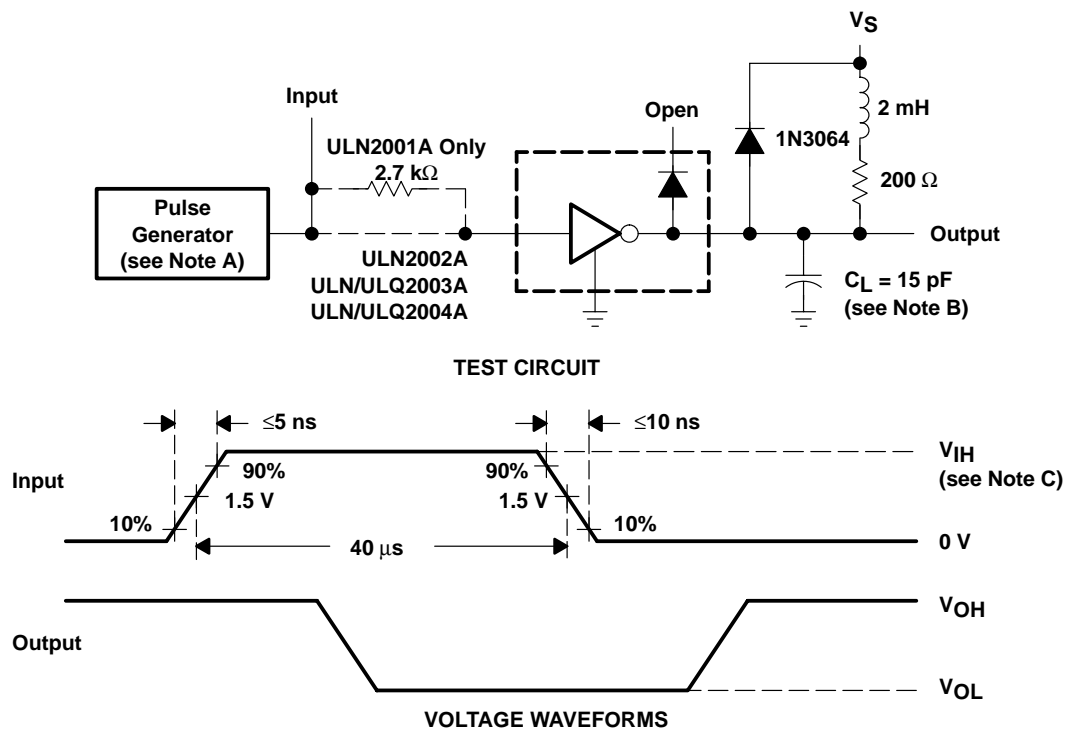 VS
Input
Open
2 mH
ULN2001A Only
2.7 kΩ
1N3064
200 Ω
Pulse
Generator
(see Note A)
Output
ULN2002A
ULN/ULQ2003A
ULN/ULQ2004A
CL = 15 pF
(see Note B)
TEST CIRCUIT
≤5 ns
≤10 ns
Input
90%
90%
VIH
(see Note C)
1.5 V
1.5 V
10%
10%
40 µs
0 V
Output
VOH
VOL
VOLTAGE WAVEFORMS